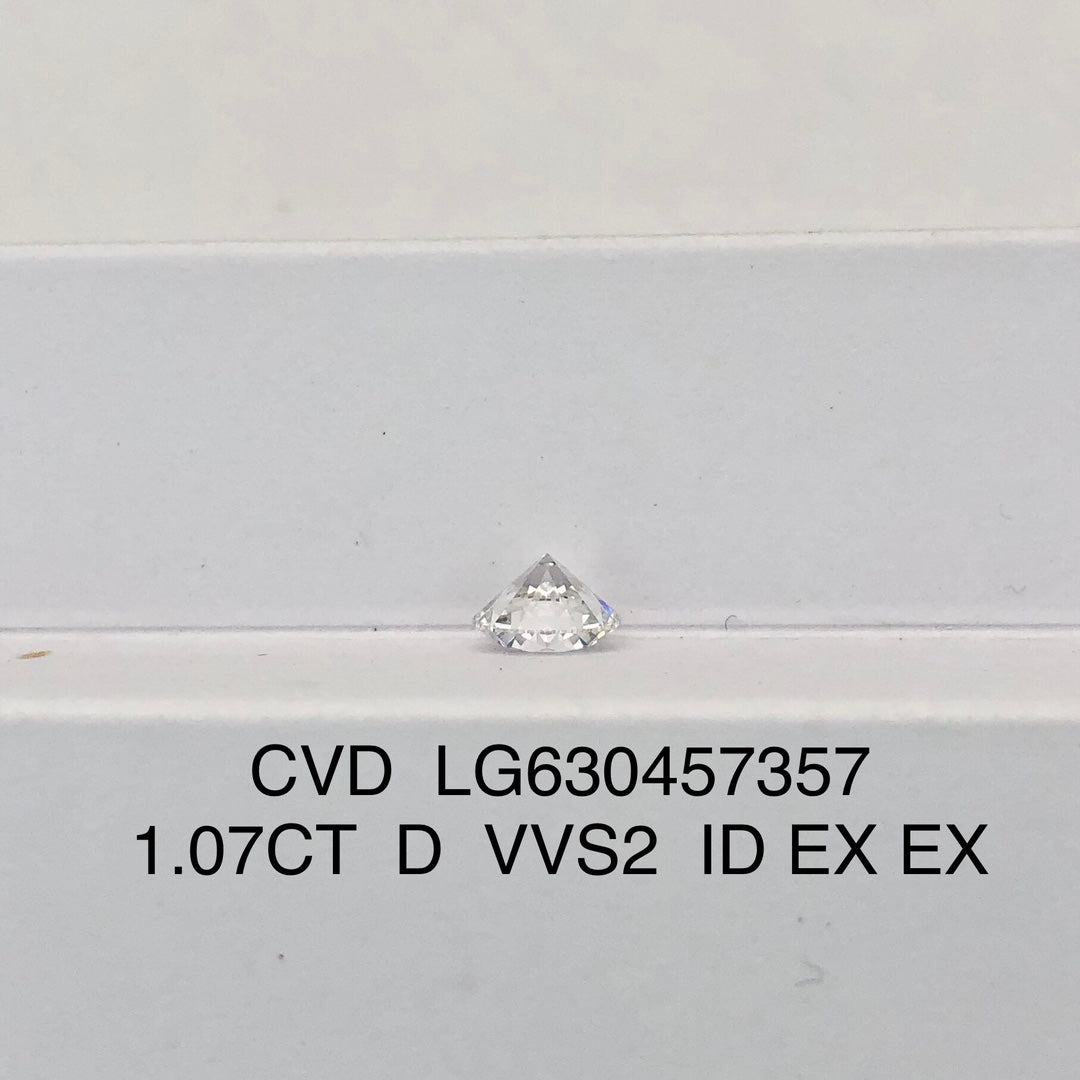 CVD LG630457357
1.07CT D VVS2 ID EX EX